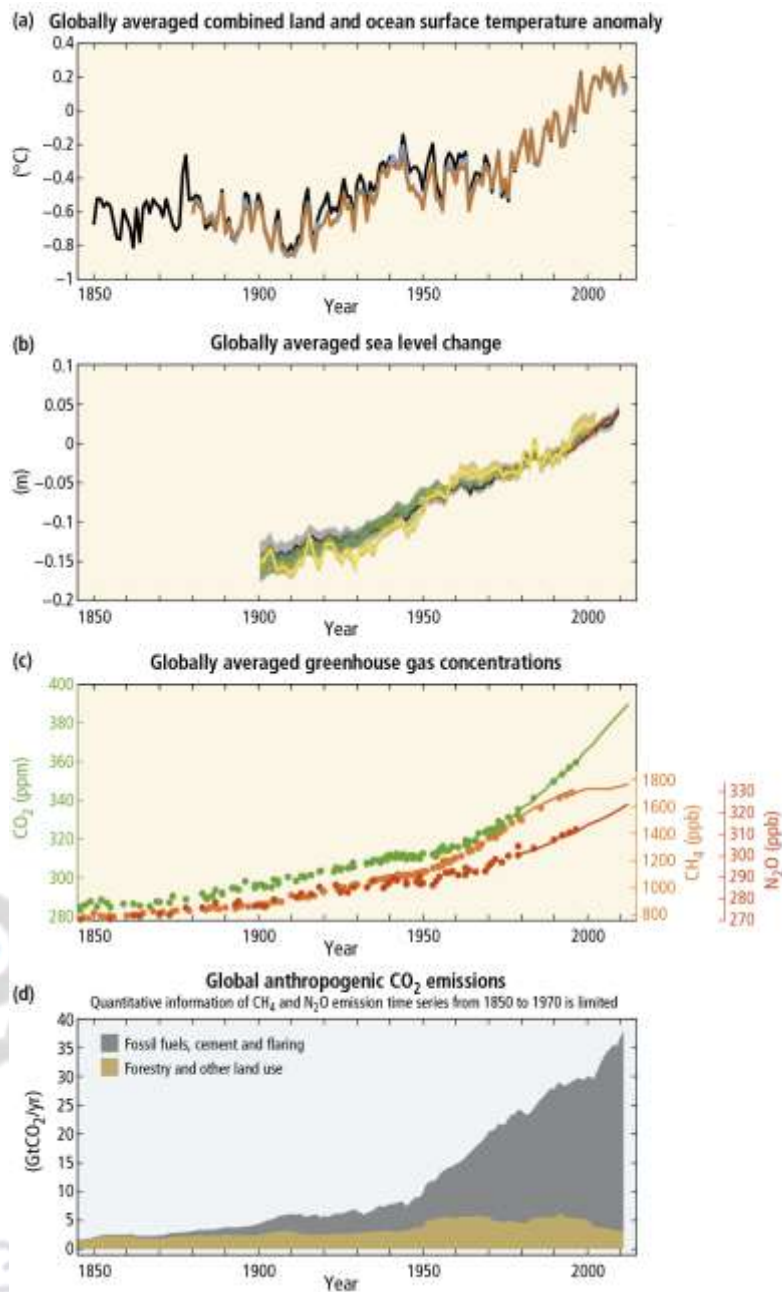 (a) Globally averaged combined land and ocean surface temperature anomaly
0.4
0.2
0
−0.2
−0.4
−0.6
−0.8
−1
(°C)
1850 1900 1950 2000
Year
(b) Globally averaged sea level change
0.1
0.05
0
−0.05
−0.1
−0.15
−0.2
(m)
1850 1900 1950 2000
Year
(c) Globally averaged greenhouse gas concentrations
400
380
360
340
320
300
280
CO₂ (ppm)
1800
1600
1400
1200
1000
800
CH₄ (ppb)
330
320
310
300
290
280
270
N₂O (ppb)
1850 1900 1950 2000
Year
(d) Global anthropogenic CO₂ emissions
Quantitative information of CH₄ and N₂O emission time series from 1850 to 1970 is limited
40
35
30
25
20
15
10
5
0
(GtCO₂/yr)
Fossil fuels, cement and flaring
Forestry and other land use
1850 1900 1950 2000
Year